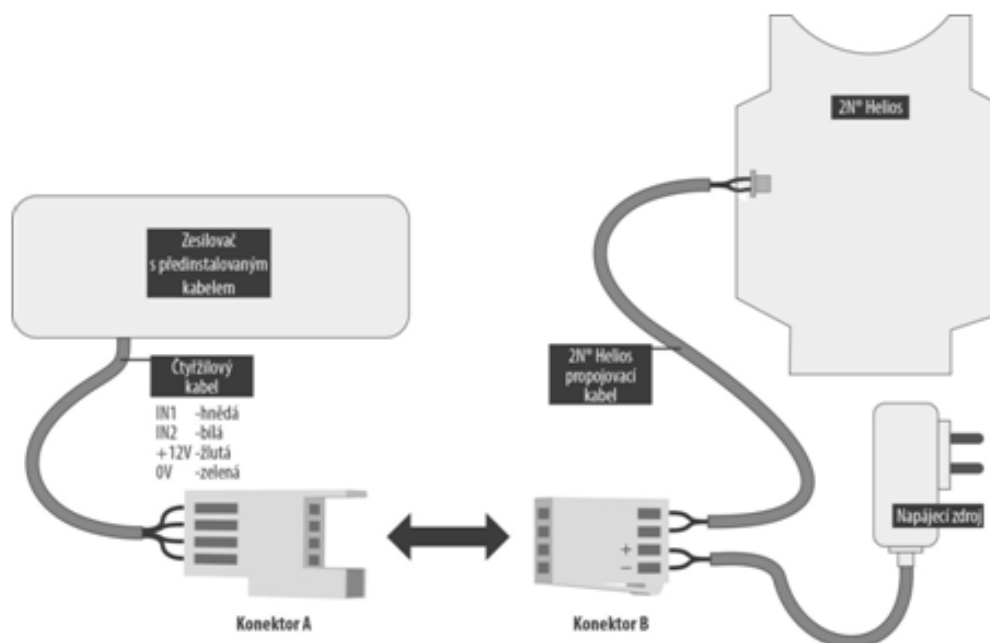 2N® Helios
Zesilovač
s předinstalovaným
kabelem
Čtyřžilový
kabel
IN1 -hnědá
IN2 -bílá
+12V -žlutá
0V -zelená
2N® Helios
propojovací
kabel
Napájecí zdroj
+
−
Konektor A
Konektor B